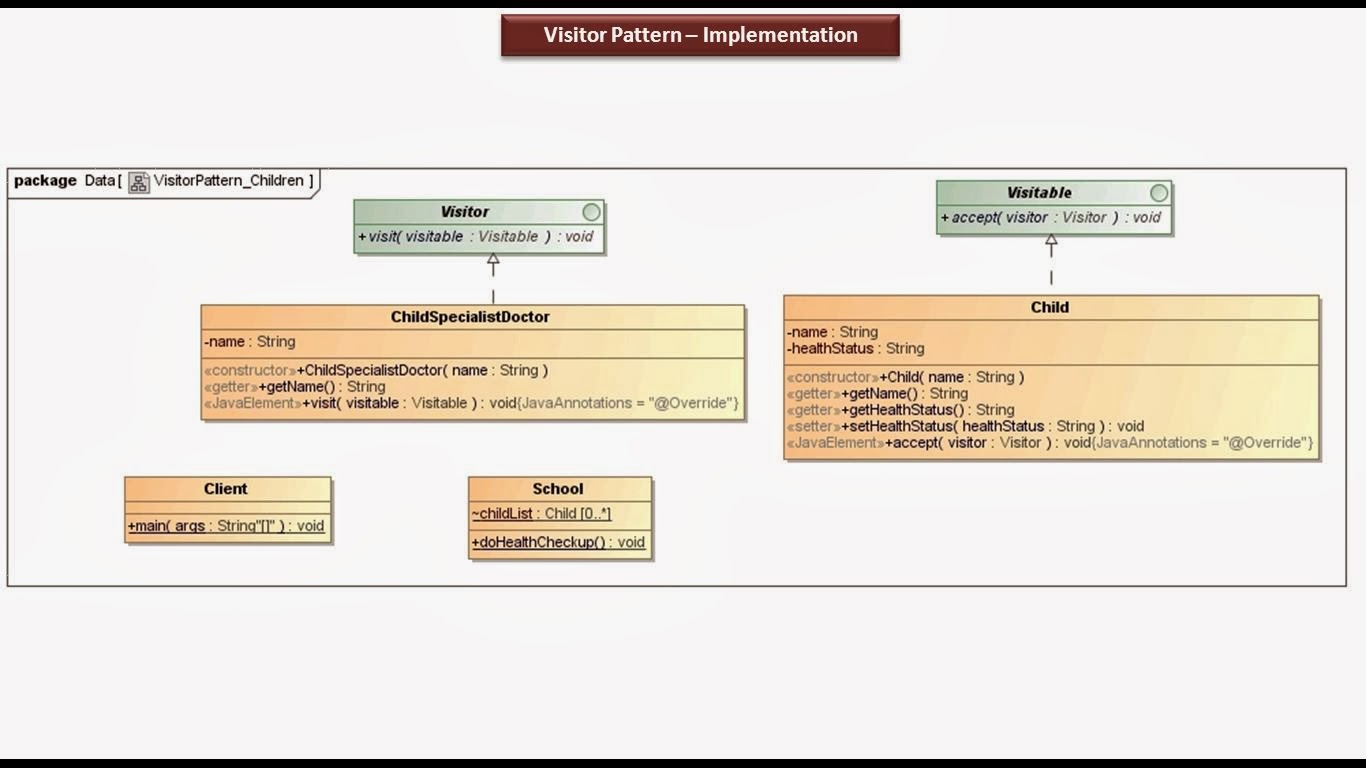 Visitor Pattern – Implementation
package Data[ VisitorPattern_Children ]
Visitor
+visit( visitable : Visitable ) : void
Visitable
+accept( visitor : Visitor ) : void
ChildSpecialistDoctor
-name : String
«constructor»+ChildSpecialistDoctor( name : String )
«getter»+getName() : String
«JavaElement»+visit( visitable : Visitable ) : void{JavaAnnotations = "@Override"}
Child
-name : String
-healthStatus : String
«constructor»+Child( name : String )
«getter»+getName() : String
«getter»+getHealthStatus() : String
«setter»+setHealthStatus( healthStatus : String ) : void
«JavaElement»+accept( visitor : Visitor ) : void{JavaAnnotations = "@Override"}
Client
+main( args : String"[]" ) : void
School
~childList : Child [0..*]
+doHealthCheckup() : void